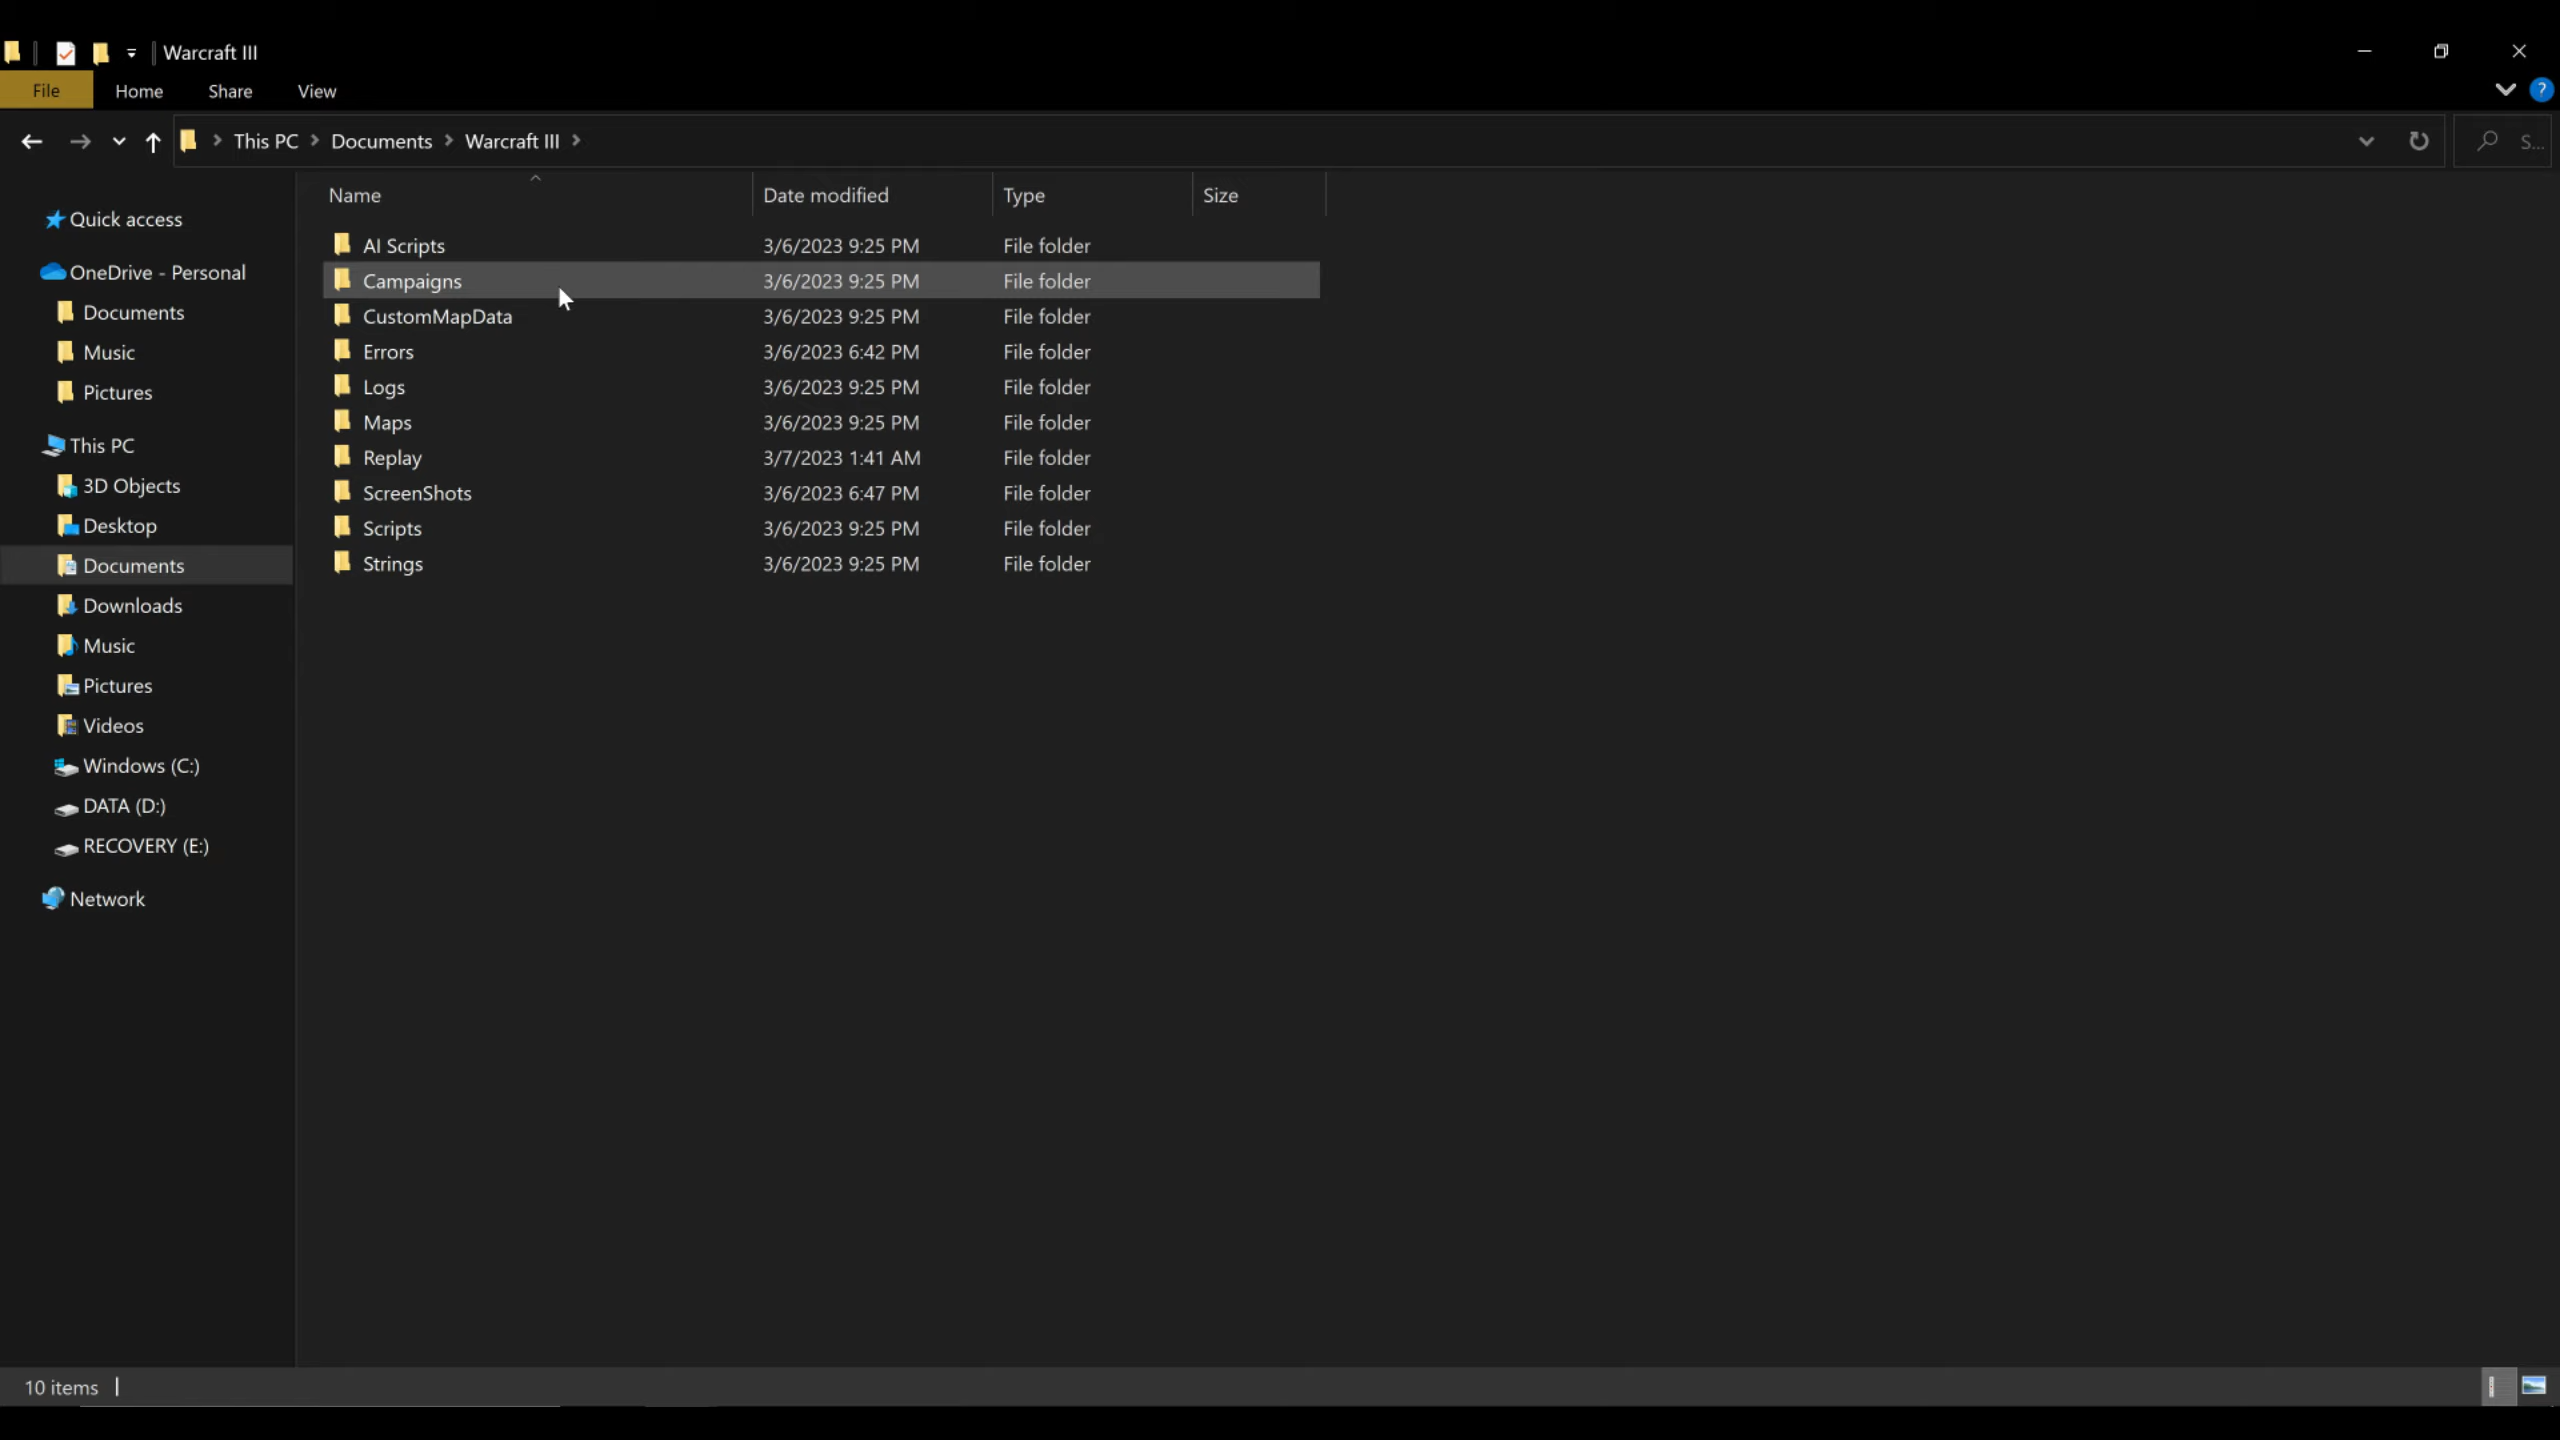 Warcraft III
File Home Share View
This PC Documents Warcraft III
S...
Name Date modified Type Size
Quick access
OneDrive - Personal
Documents
Music
Pictures
This PC
3D Objects
Desktop
Documents
Downloads
Music
Pictures
Videos
Windows (C:)
DATA (D:)
RECOVERY (E:)
Network
AI Scripts 3/6/2023 9:25 PM File folder
Campaigns 3/6/2023 9:25 PM File folder
CustomMapData 3/6/2023 9:25 PM File folder
Errors 3/6/2023 6:42 PM File folder
Logs 3/6/2023 9:25 PM File folder
Maps 3/6/2023 9:25 PM File folder
Replay 3/7/2023 1:41 AM File folder
ScreenShots 3/6/2023 6:47 PM File folder
Scripts 3/6/2023 9:25 PM File folder
Strings 3/6/2023 9:25 PM File folder
10 items